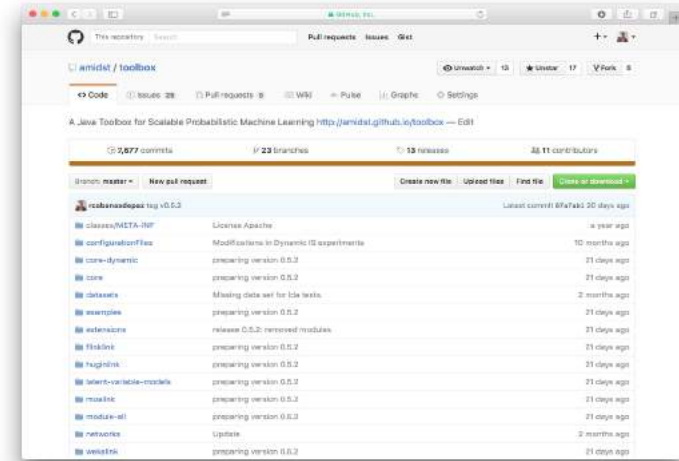 GitHub, Inc.
This repository Search Pull requests Issues Gist
amidst / toolbox Unwatch 13 Unstar 17 Fork 5
Code Issues 28 Pull requests Wiki Pulse Graphs Settings
A Java Toolbox for Scalable Probabilistic Machine Learning http://amidst.github.io/toolbox — Edit
7,677 commits 23 branches 13 releases 11 contributors
Branch: master New pull request Create new file Upload files Find file Clone or download
rcabanasdepaz tag v0.5.2 Latest commit 20 days ago
classes/META-INF License Apache a year ago
configurationFiles Modifications in Dynamic IS experiments 10 months ago
core-dynamic preparing version 0.5.2 21 days ago
core preparing version 0.5.2 21 days ago
datasets Missing data set for lda tests. 2 months ago
examples preparing version 0.5.2 21 days ago
extensions release 0.5.2: removed modules 21 days ago
flinklink preparing version 0.5.2 21 days ago
huginlink preparing version 0.5.2 21 days ago
latent-variable-models preparing version 0.5.2 21 days ago
moalink preparing version 0.5.2 21 days ago
module-all preparing version 0.5.2 21 days ago
networks Update. 2 months ago
wekalink preparing version 0.5.2 21 days ago